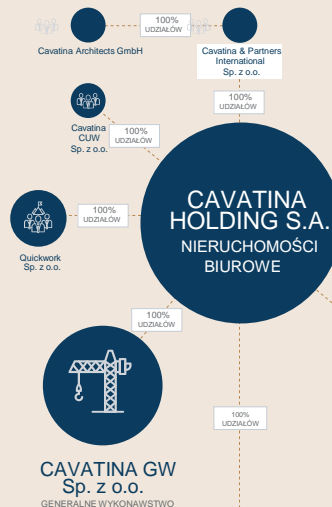 100%
UDZIAŁÓW
Cavatina Architects GmbH
Cavatina & Partners
International
Sp. z o.o.
100%
UDZIAŁÓW
Cavatina
CUW
Sp. z o.o.
100%
UDZIAŁÓW
CAVATINA
HOLDING S.A.
NIERUCHOMOŚCI
BIUROWE
100%
UDZIAŁÓW
Quickwork
Sp. z o.o.
100%
UDZIAŁÓW
100%
UDZIAŁÓW
CAVATINA GW
Sp. z o.o.
GENERALNE WYKONAWSTWO